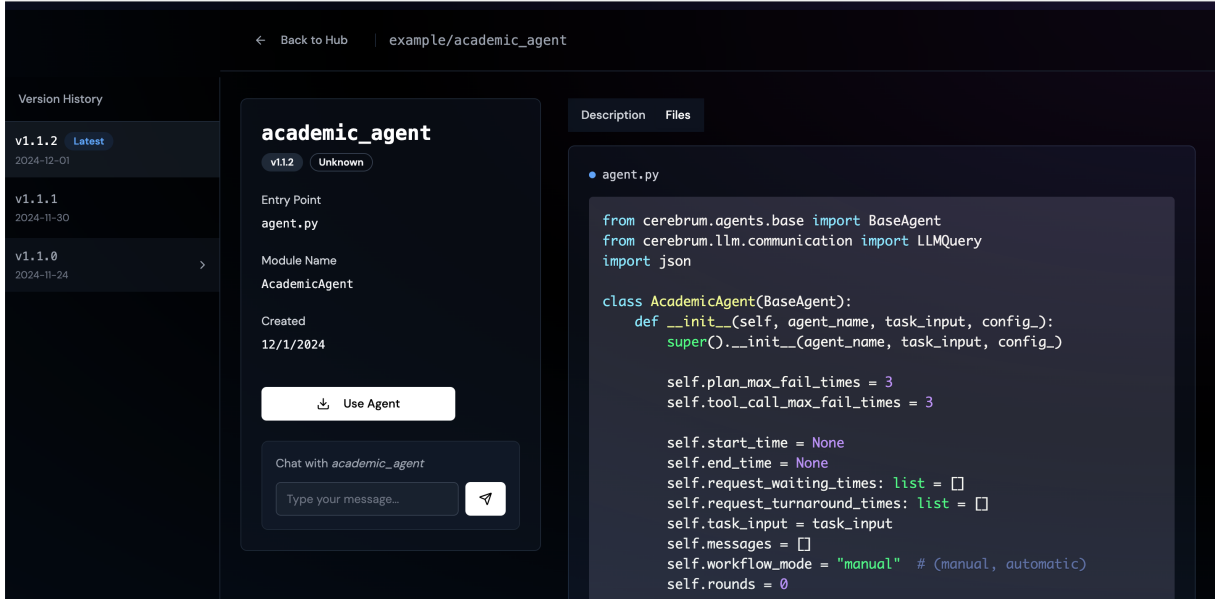 ← Back to Hub
example/academic_agent
Version History
v1.1.2 Latest
2024-12-01
v1.1.1
2024-11-30
v1.1.0
2024-11-24
academic_agent
v1.1.2 Unknown
Entry Point
agent.py
Module Name
AcademicAgent
Created
12/1/2024
Use Agent
Chat with academic_agent
Type your message...
Description Files
agent.py
from cerebrum.agents.base import BaseAgent
from cerebrum.llm.communication import LLMQuery
import json
class AcademicAgent(BaseAgent):
    def __init__(self, agent_name, task_input, config_):
        super().__init__(agent_name, task_input, config_)
        self.plan_max_fail_times = 3
        self.tool_call_max_fail_times = 3
        self.start_time = None
        self.end_time = None
        self.request_waiting_times: list = []
        self.request_turnaround_times: list = []
        self.task_input = task_input
        self.messages = []
        self.workflow_mode = "manual"  # (manual, automatic)
        self.rounds = 0